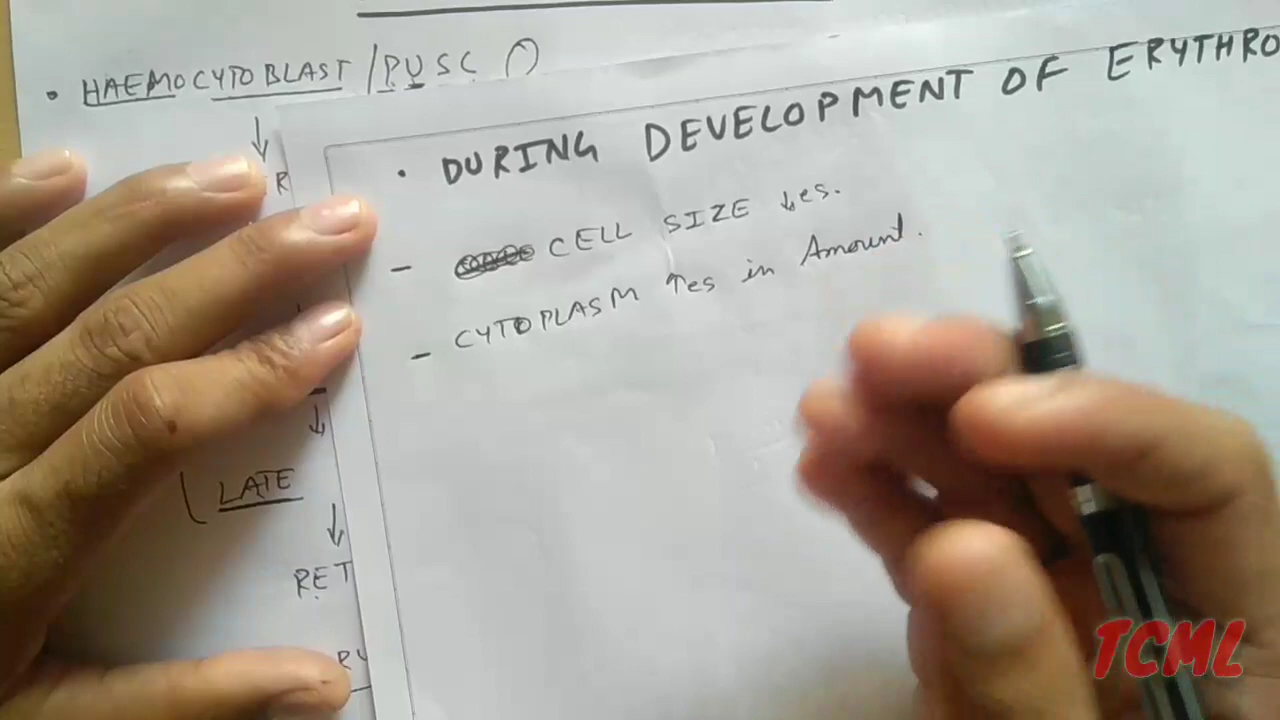 • HAEMOCYTOBLAST / PUSC
↓
R
• DURING DEVELOPMENT OF ERYTHRO
- CELL SIZE ↓es.
- CYTOPLASM ↑es in Amount.
↓
( LATE
↓
RET
TCML